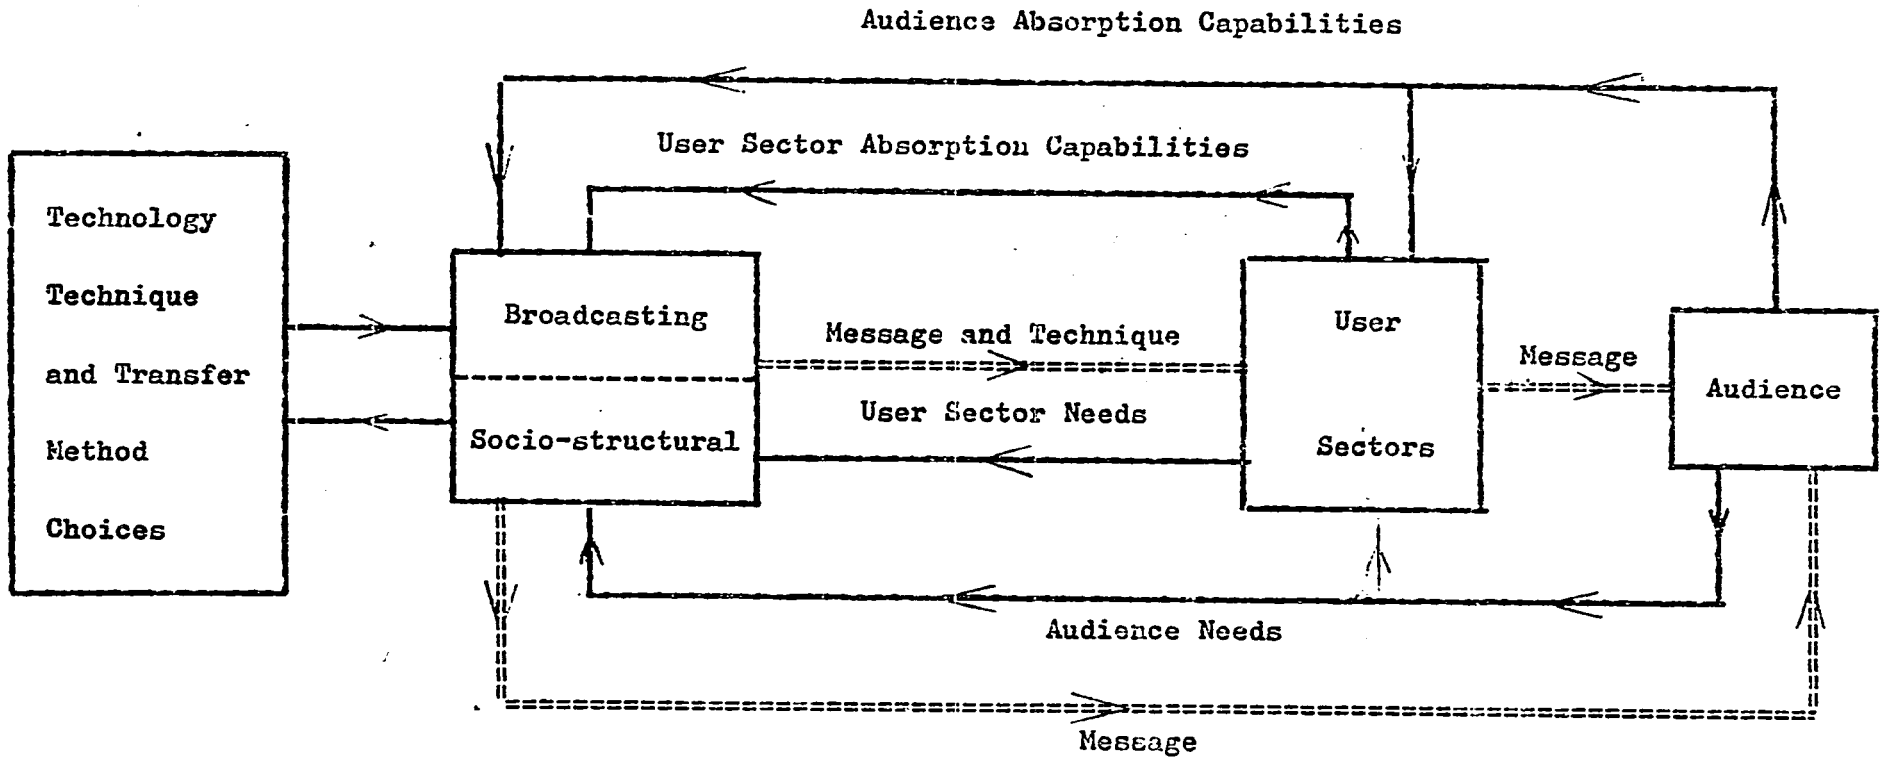 Audience Absorption Capabilities
User Sector Absorption Capabilities
Technology
Technique
and Transfer
Method
Choices
Broadcasting
Socio-structural
Message and Technique
User Sector Needs
User
Sectors
Message
Audience
Audience Needs
Message